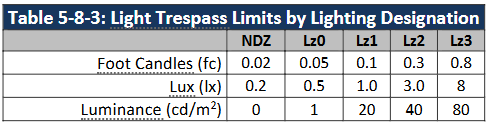 Table 5-8-3: Light Trespass Limits by Lighting Designation
NDZ Lz0 Lz1 Lz2 Lz3
Foot Candles (fc) 0.02 0.05 0.1 0.3 0.8
Lux (lx) 0.2 0.5 1.0 3.0 8
Luminance (cd/m²) 0 1 20 40 80